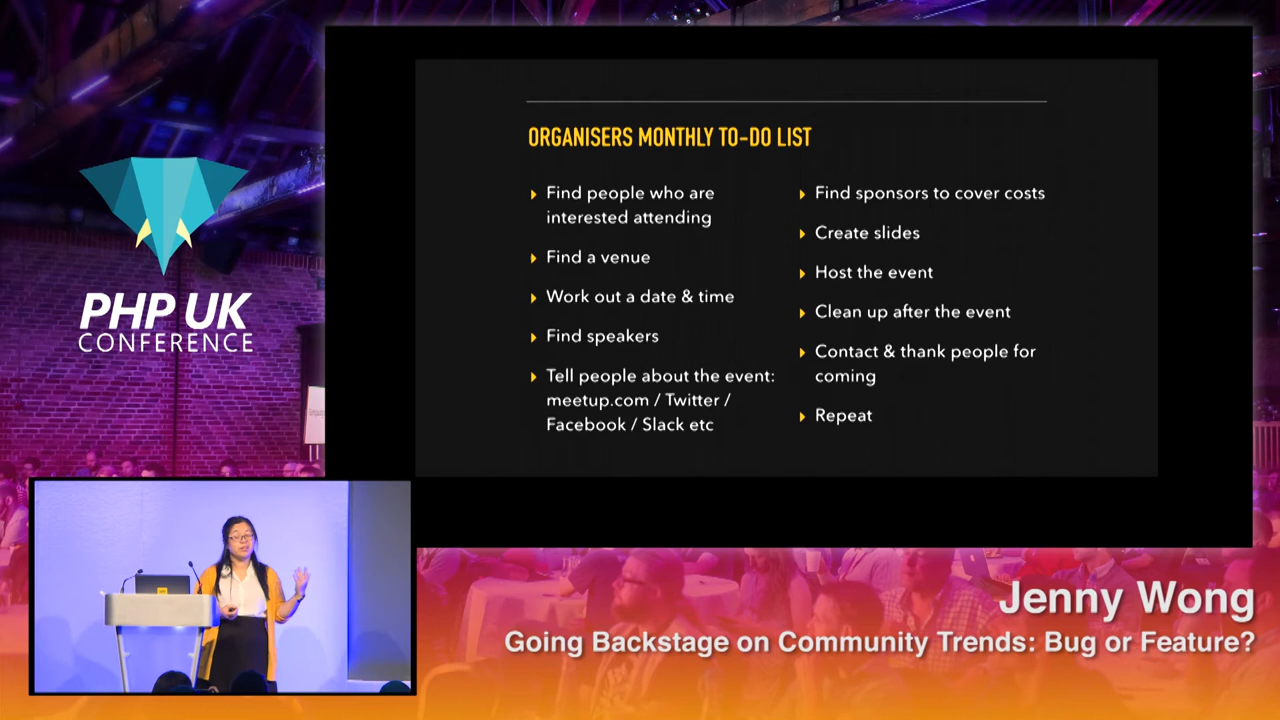 ORGANISERS MONTHLY TO-DO LIST
Find people who are
interested attending
Find a venue
Work out a date & time
Find speakers
Tell people about the event:
meetup.com / Twitter /
Facebook / Slack etc
Find sponsors to cover costs
Create slides
Host the event
Clean up after the event
Contact & thank people for
coming
Repeat
PHP UK
CONFERENCE
Jenny Wong
Going Backstage on Community Trends: Bug or Feature?